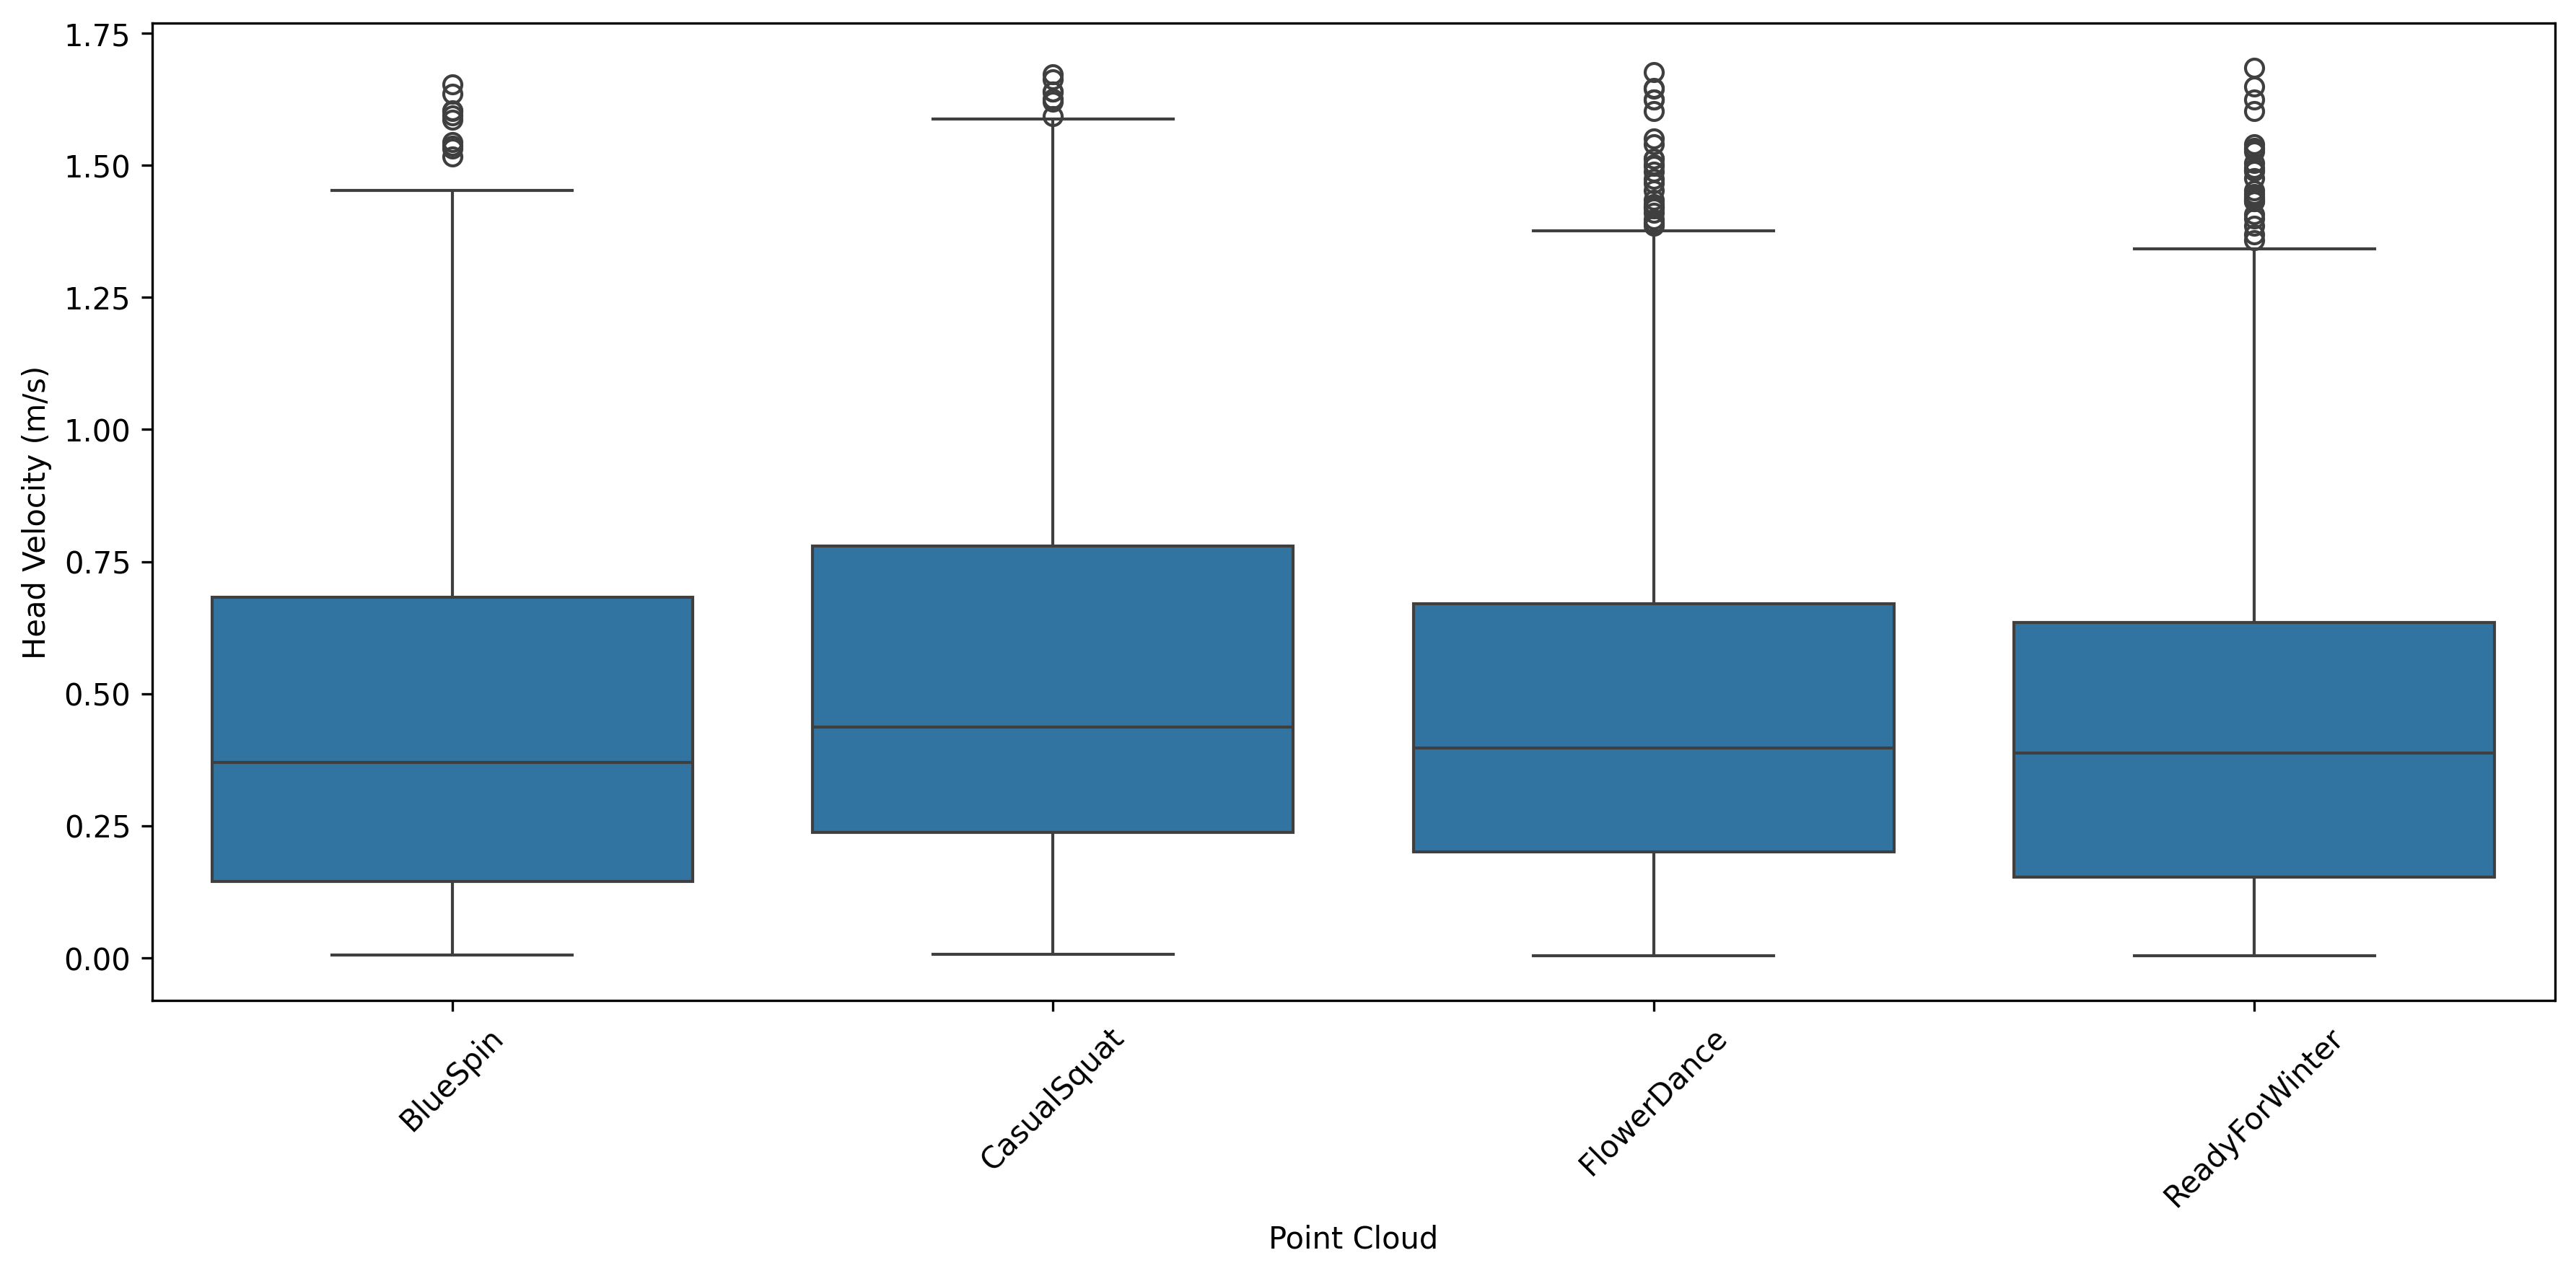 1.75
1.50
1.25
1.00
0.75
0.50
0.25
0.00
Head Velocity (m/s)
BlueSpin
CasualSquat
FlowerDance
ReadyForWinter
Point Cloud